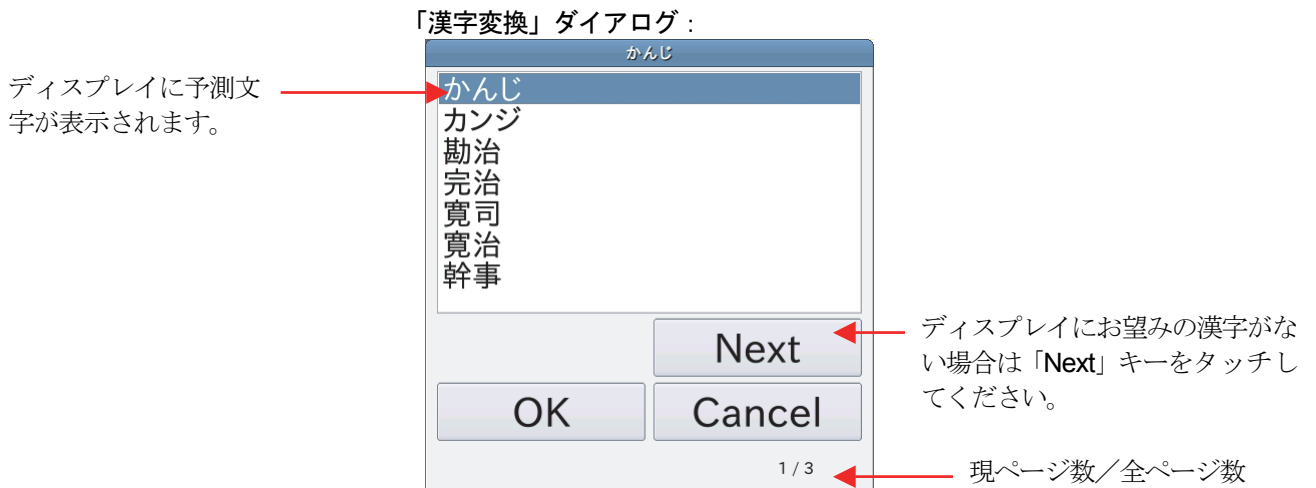 「漢字変換」ダイアログ：
かんじ
ディスプレイに予測文
字が表示されます。
かんじ
カンジ
勘治
完治
寛司
寛治
幹事
Next
ディスプレイにお望みの漢字がな
い場合は「Next」キーをタッチし
てください。
OK
Cancel
1 / 3
現ページ数／全ページ数